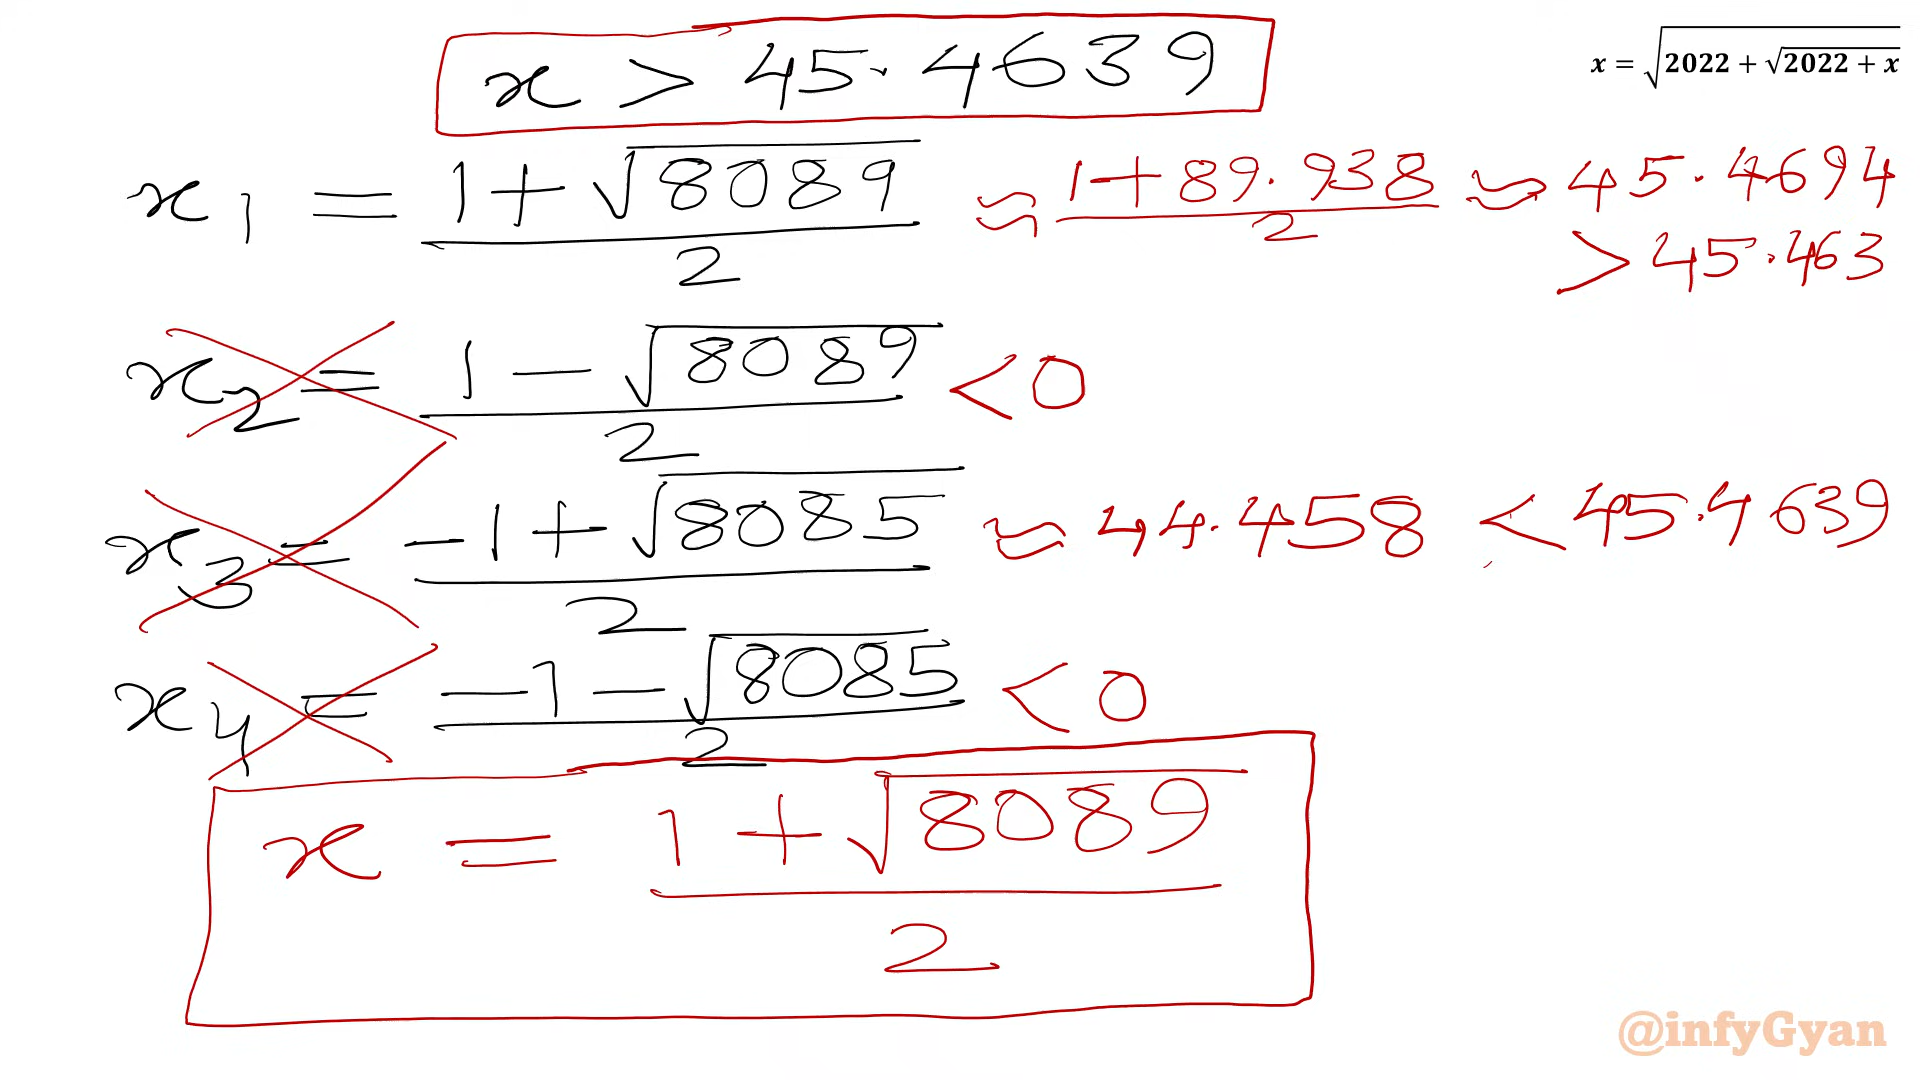 x > 45.4639
x = √(2022 + √(2022 + x))
x₁ = (1 + √8089)/2 ≈ (1 + 89.938)/2 ≈ 45.4694
> 45.463
x₂ = (1 − √8089)/2 < 0
x₃ = (−1 + √8085)/2 ≈ 44.458 < 45.4639
x₄ = (−1 − √8085)/2 < 0
x = (1 + √8089)/2
@infyGyan